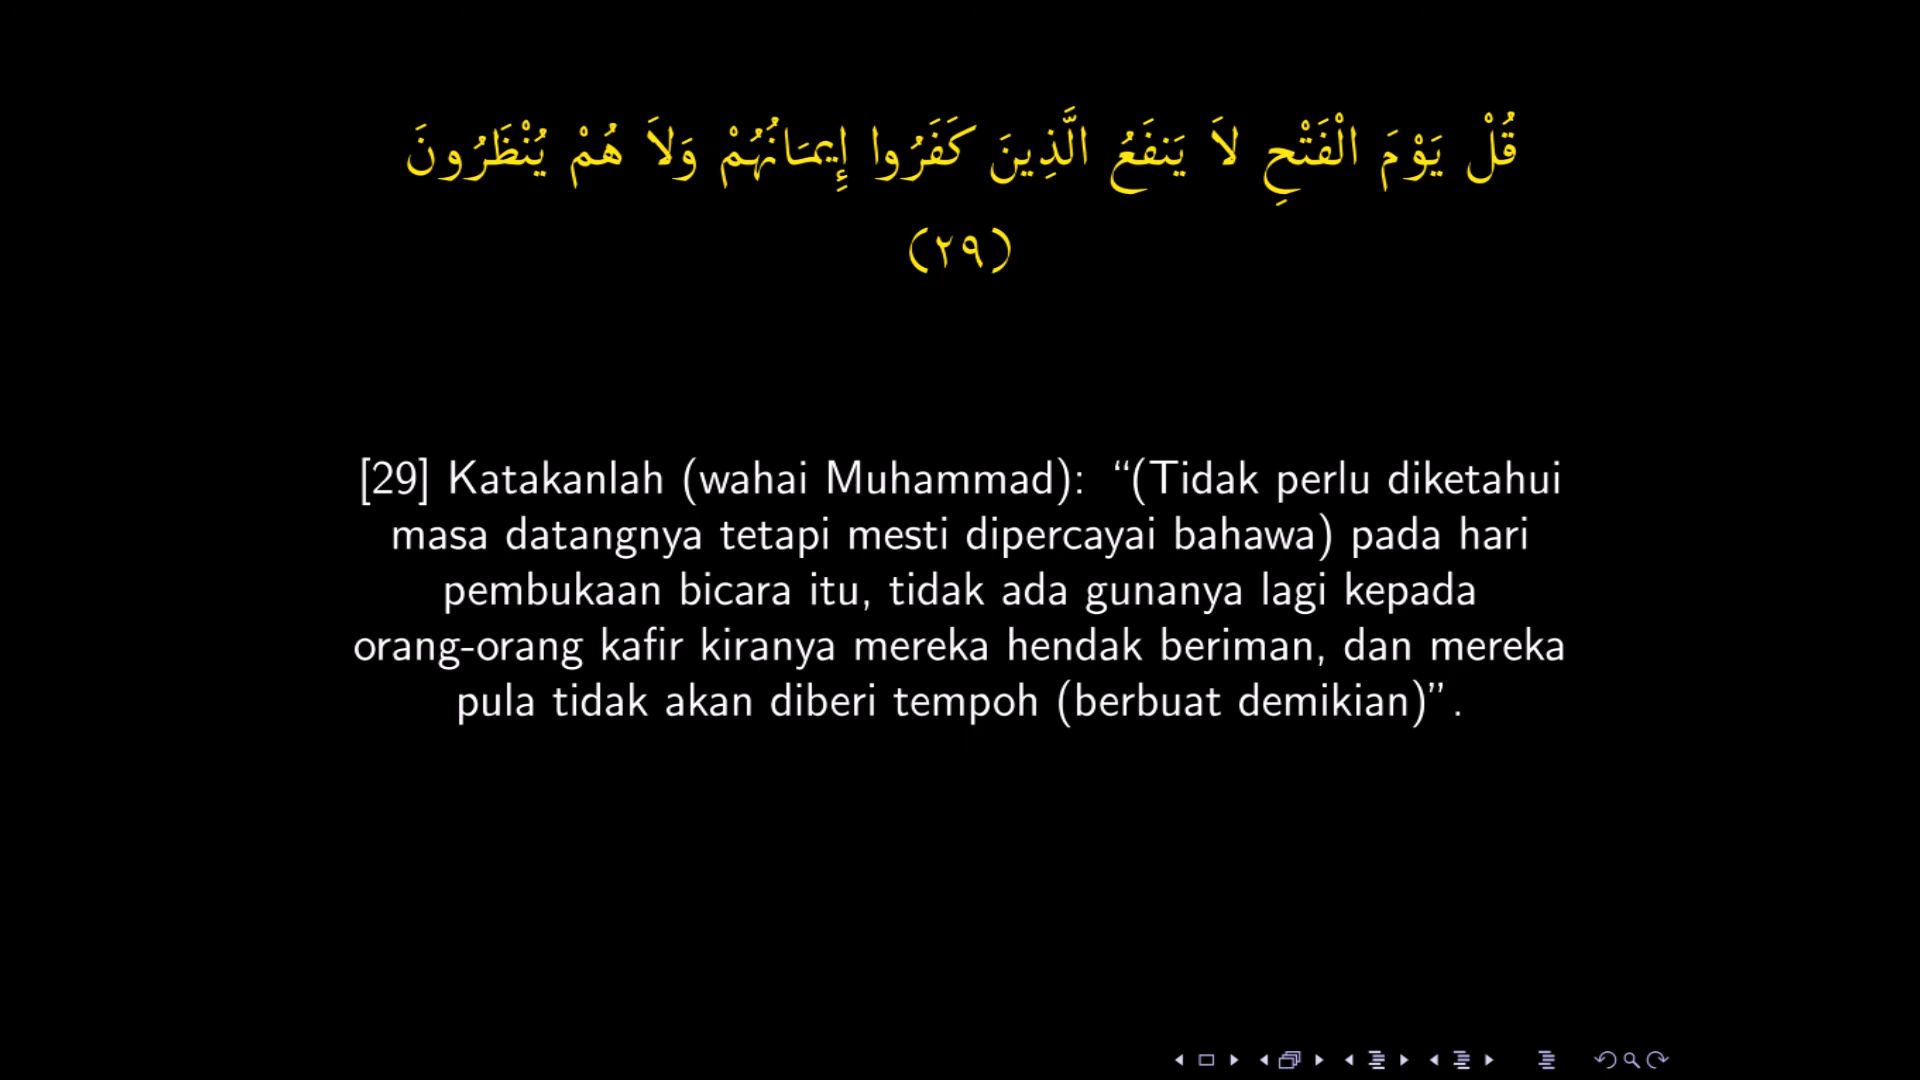 قُلْ يَوْمَ الْفَتْحِ لاَ يَنفَعُ الَّذِينَ كَفَرُوا إِيمَانُهُمْ وَلاَ هُمْ يُنْظَرُونَ
(٢٩)
[29] Katakanlah (wahai Muhammad): “(Tidak perlu diketahui
masa datangnya tetapi mesti dipercayai bahawa) pada hari
pembukaan bicara itu, tidak ada gunanya lagi kepada
orang-orang kafir kiranya mereka hendak beriman, dan mereka
pula tidak akan diberi tempoh (berbuat demikian)”.